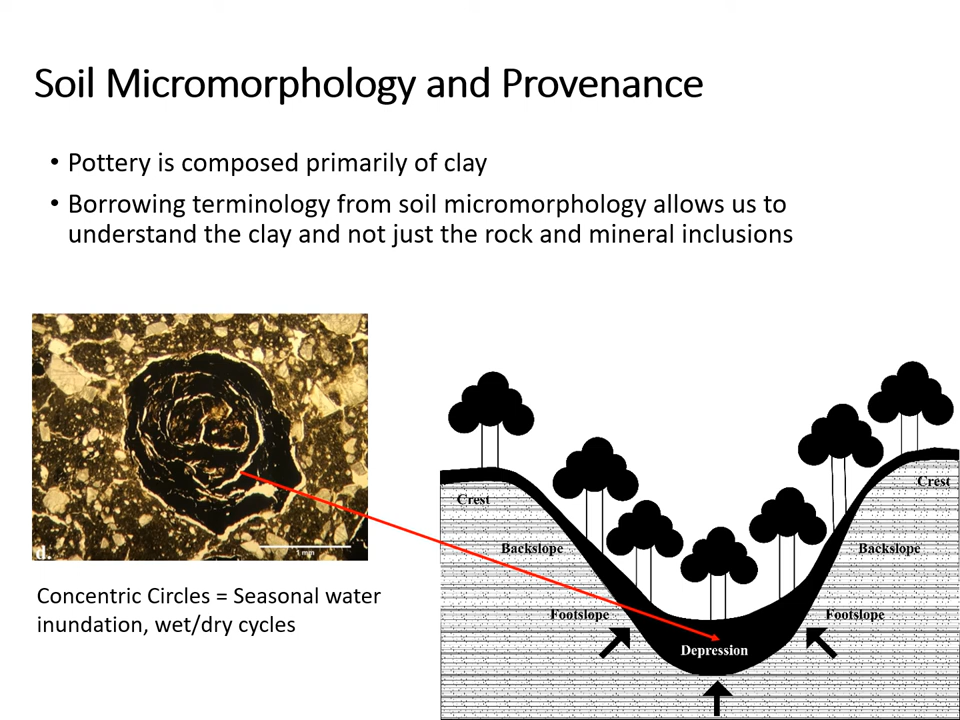 Soil Micromorphology and Provenance
• Pottery is composed primarily of clay
• Borrowing terminology from soil micromorphology allows us to
understand the clay and not just the rock and mineral inclusions
d.
1 mm
Concentric Circles = Seasonal water
inundation, wet/dry cycles
Crest
Crest
Backslope
Backslope
Footslope
Footslope
Depression